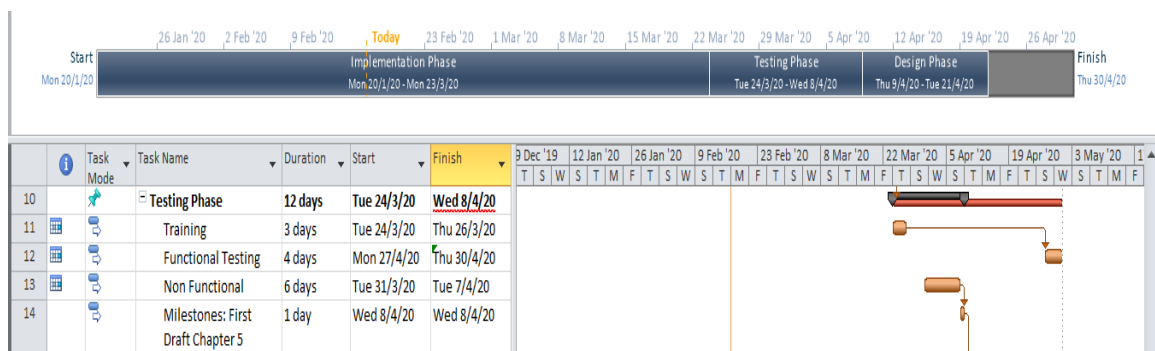 26 Jan '20 2 Feb '20 9 Feb '20 Today 23 Feb '20 1 Mar '20 8 Mar '20 15 Mar '20 22 Mar '20 29 Mar '20 5 Apr '20 12 Apr '20 19 Apr '20 26 Apr '20
Start Implementation Phase Testing Phase Design Phase Finish
Mon 20/1/20 Mon 20/1/20 - Mon 23/3/20 Tue 24/3/20 - Wed 8/4/20 Thu 9/4/20 - Tue 21/4/20 Thu 30/4/20
Task Mode Task Name Duration Start Finish 9 Dec '19 12 Jan '20 26 Jan '20 9 Feb '20 23 Feb '20 8 Mar '20 22 Mar '20 5 Apr '20 19 Apr '20 3 May '20 1
T S W S T M F T S W S T M F T S W S T M F T S W S T M F T S W S T M F
10 Testing Phase 12 days Tue 24/3/20 Wed 8/4/20
11 Training 3 days Tue 24/3/20 Thu 26/3/20
12 Functional Testing 4 days Mon 27/4/20 Thu 30/4/20
13 Non Functional 6 days Tue 31/3/20 Tue 7/4/20
14 Milestones: First 1 day Wed 8/4/20 Wed 8/4/20
Draft Chapter 5